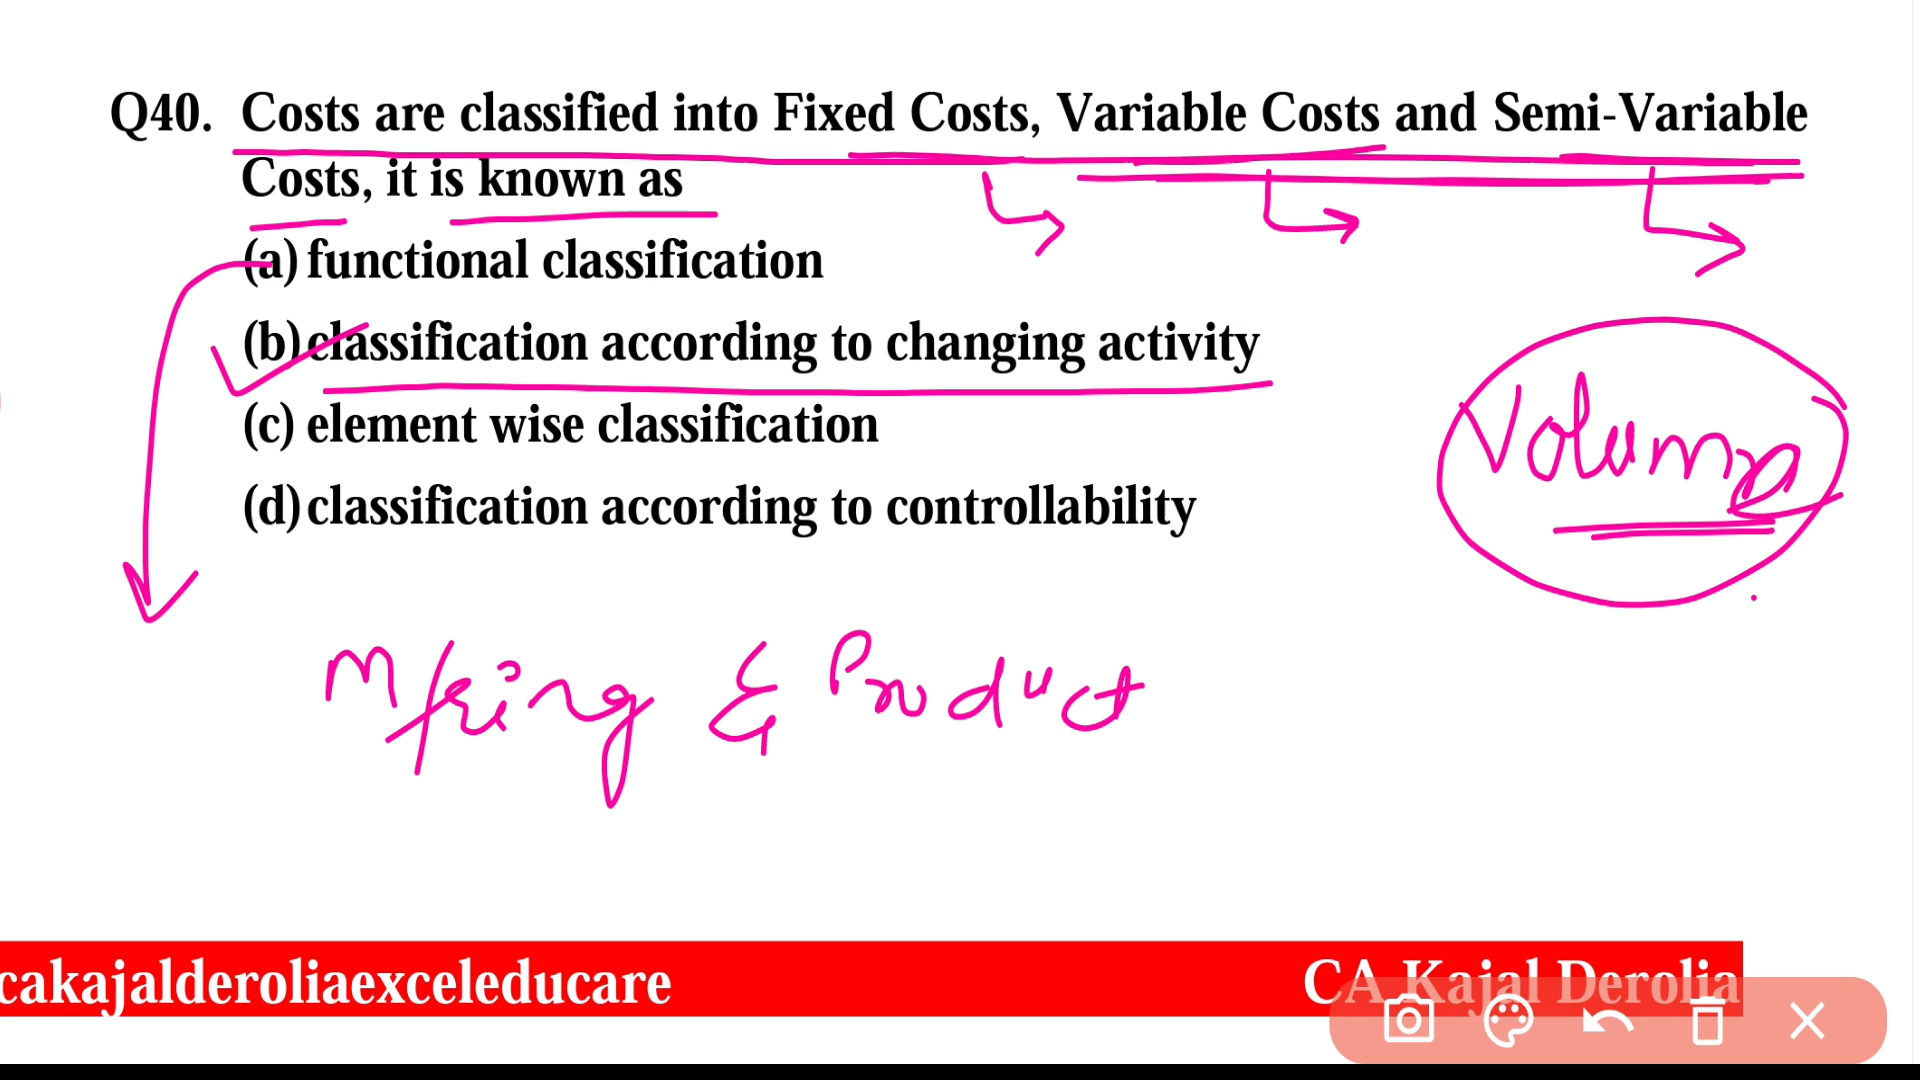 Q40. Costs are classified into Fixed Costs, Variable Costs and Semi-Variable
Costs, it is known as
(a) functional classification
(b) classification according to changing activity
(c) element wise classification
(d) classification according to controllability
Volume
& Product
cakajalderoliaexceleducare
CA Kajal Derolia